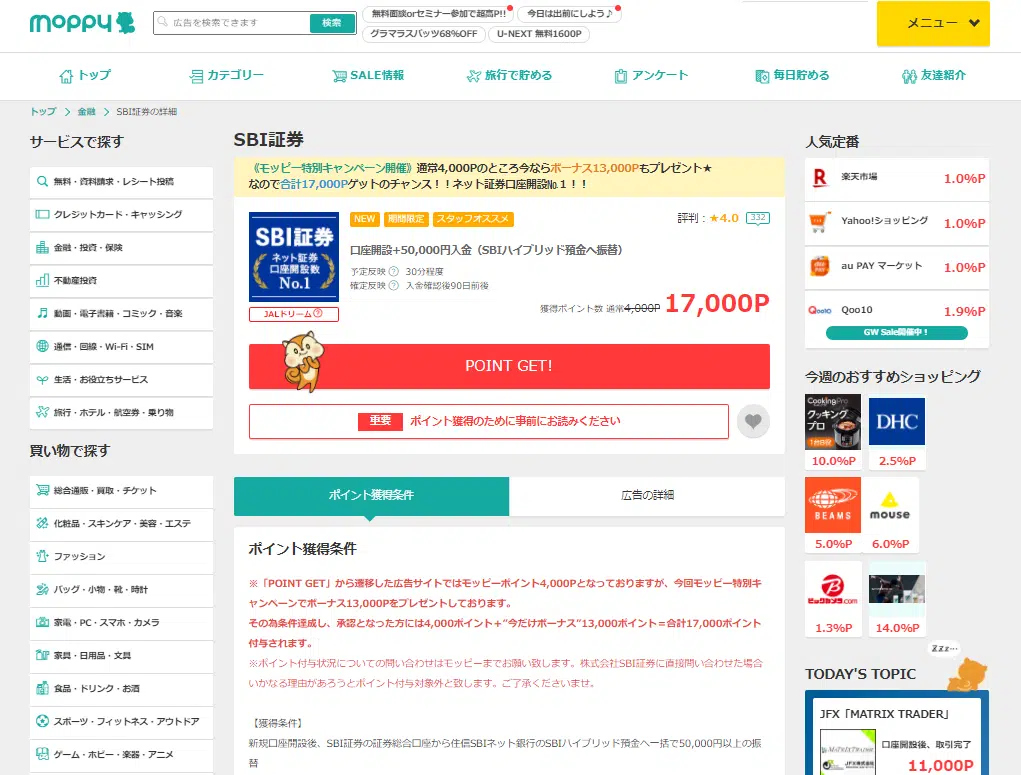 moppy
広告を検索できます
検索
無料面談orセミナー参加で超高P!!
今日は出前にしよう♪
グラマラスパッツ68%OFF
U-NEXT 無料1600P
メニュー
トップ
カテゴリー
SALE情報
旅行で貯める
アンケート
毎日貯める
友達紹介
トップ > 金融 > SBI証券の詳細
サービスで探す
無料・資料請求・レシート投稿
クレジットカード・キャッシング
金融・投資・保険
不動産投資
動画・電子書籍・コミック・音楽
通信・回線・Wi-Fi・SIM
生活・お役立ちサービス
旅行・ホテル・航空券・乗り物
買い物で探す
総合通販・買取・チケット
化粧品・スキンケア・美容・エステ
ファッション
バッグ・小物・靴・時計
家電・PC・スマホ・カメラ
家具・日用品・文具
食品・ドリンク・お酒
スポーツ・フィットネス・アウトドア
ゲーム・ホビー・楽器・アニメ
SBI証券
《モッピー特別キャンペーン開催》通常4,000Pのところ今ならボーナス13,000Pもプレゼント★
なので合計17,000Pゲットのチャンス！！ネット証券口座開設№１！！
SBI証券
ネット証券
口座開設数
No.1
JALドリーム
NEW
期間限定
スタッフオススメ
評判：★4.0
332
口座開設+50,000円入金（SBIハイブリッド預金へ振替）
予定反映 ? 30分程度
確定反映 ? 入金確認後90日前後
獲得ポイント数 通常4,000P 17,000P
POINT GET!
重要 ポイント獲得のために事前にお読みください
ポイント獲得条件
広告の詳細
ポイント獲得条件
※「POINT GET」から遷移した広告サイトではモッピーポイント4,000Pとなっておりますが、今回モッピー特別キ
ャンペーンでボーナス13,000Pをプレゼントしております。
その為条件達成し、承認となった方には4,000ポイント+“今だけボーナス”13,000ポイント＝合計17,000ポイント
付与されます。
※ポイント付与状況についての問い合わせはモッピーまでお願い致します。株式会社SBI証券に直接問い合わせた場合
いかなる理由があろうとポイント付与対象外と致します。ご了承くださいませ。
【獲得条件】
新規口座開設後、SBI証券の証券総合口座から住信SBIネット銀行のSBIハイブリッド預金へ一括で50,000円以上の振
替
人気定番
R
楽天市場 1.0%P
Yahoo!ショッピング 1.0%P
au PAY マーケット 1.0%P
Qoo10
Qoo10 1.9%P
GW Sale開催中！
今週のおすすめショッピング
CookingPro
クッキング
プロ
1台8役
10.0%P
DHC
2.5%P
BEAMS
5.0%P
mouse
6.0%P
ビックカメラ.com
1.3%P
14.0%P
zzz…
TODAY'S TOPIC
JFX「MATRIX TRADER」
MATRIXTRADER
JFX株式会社
口座開設後、取引完了
11,000P